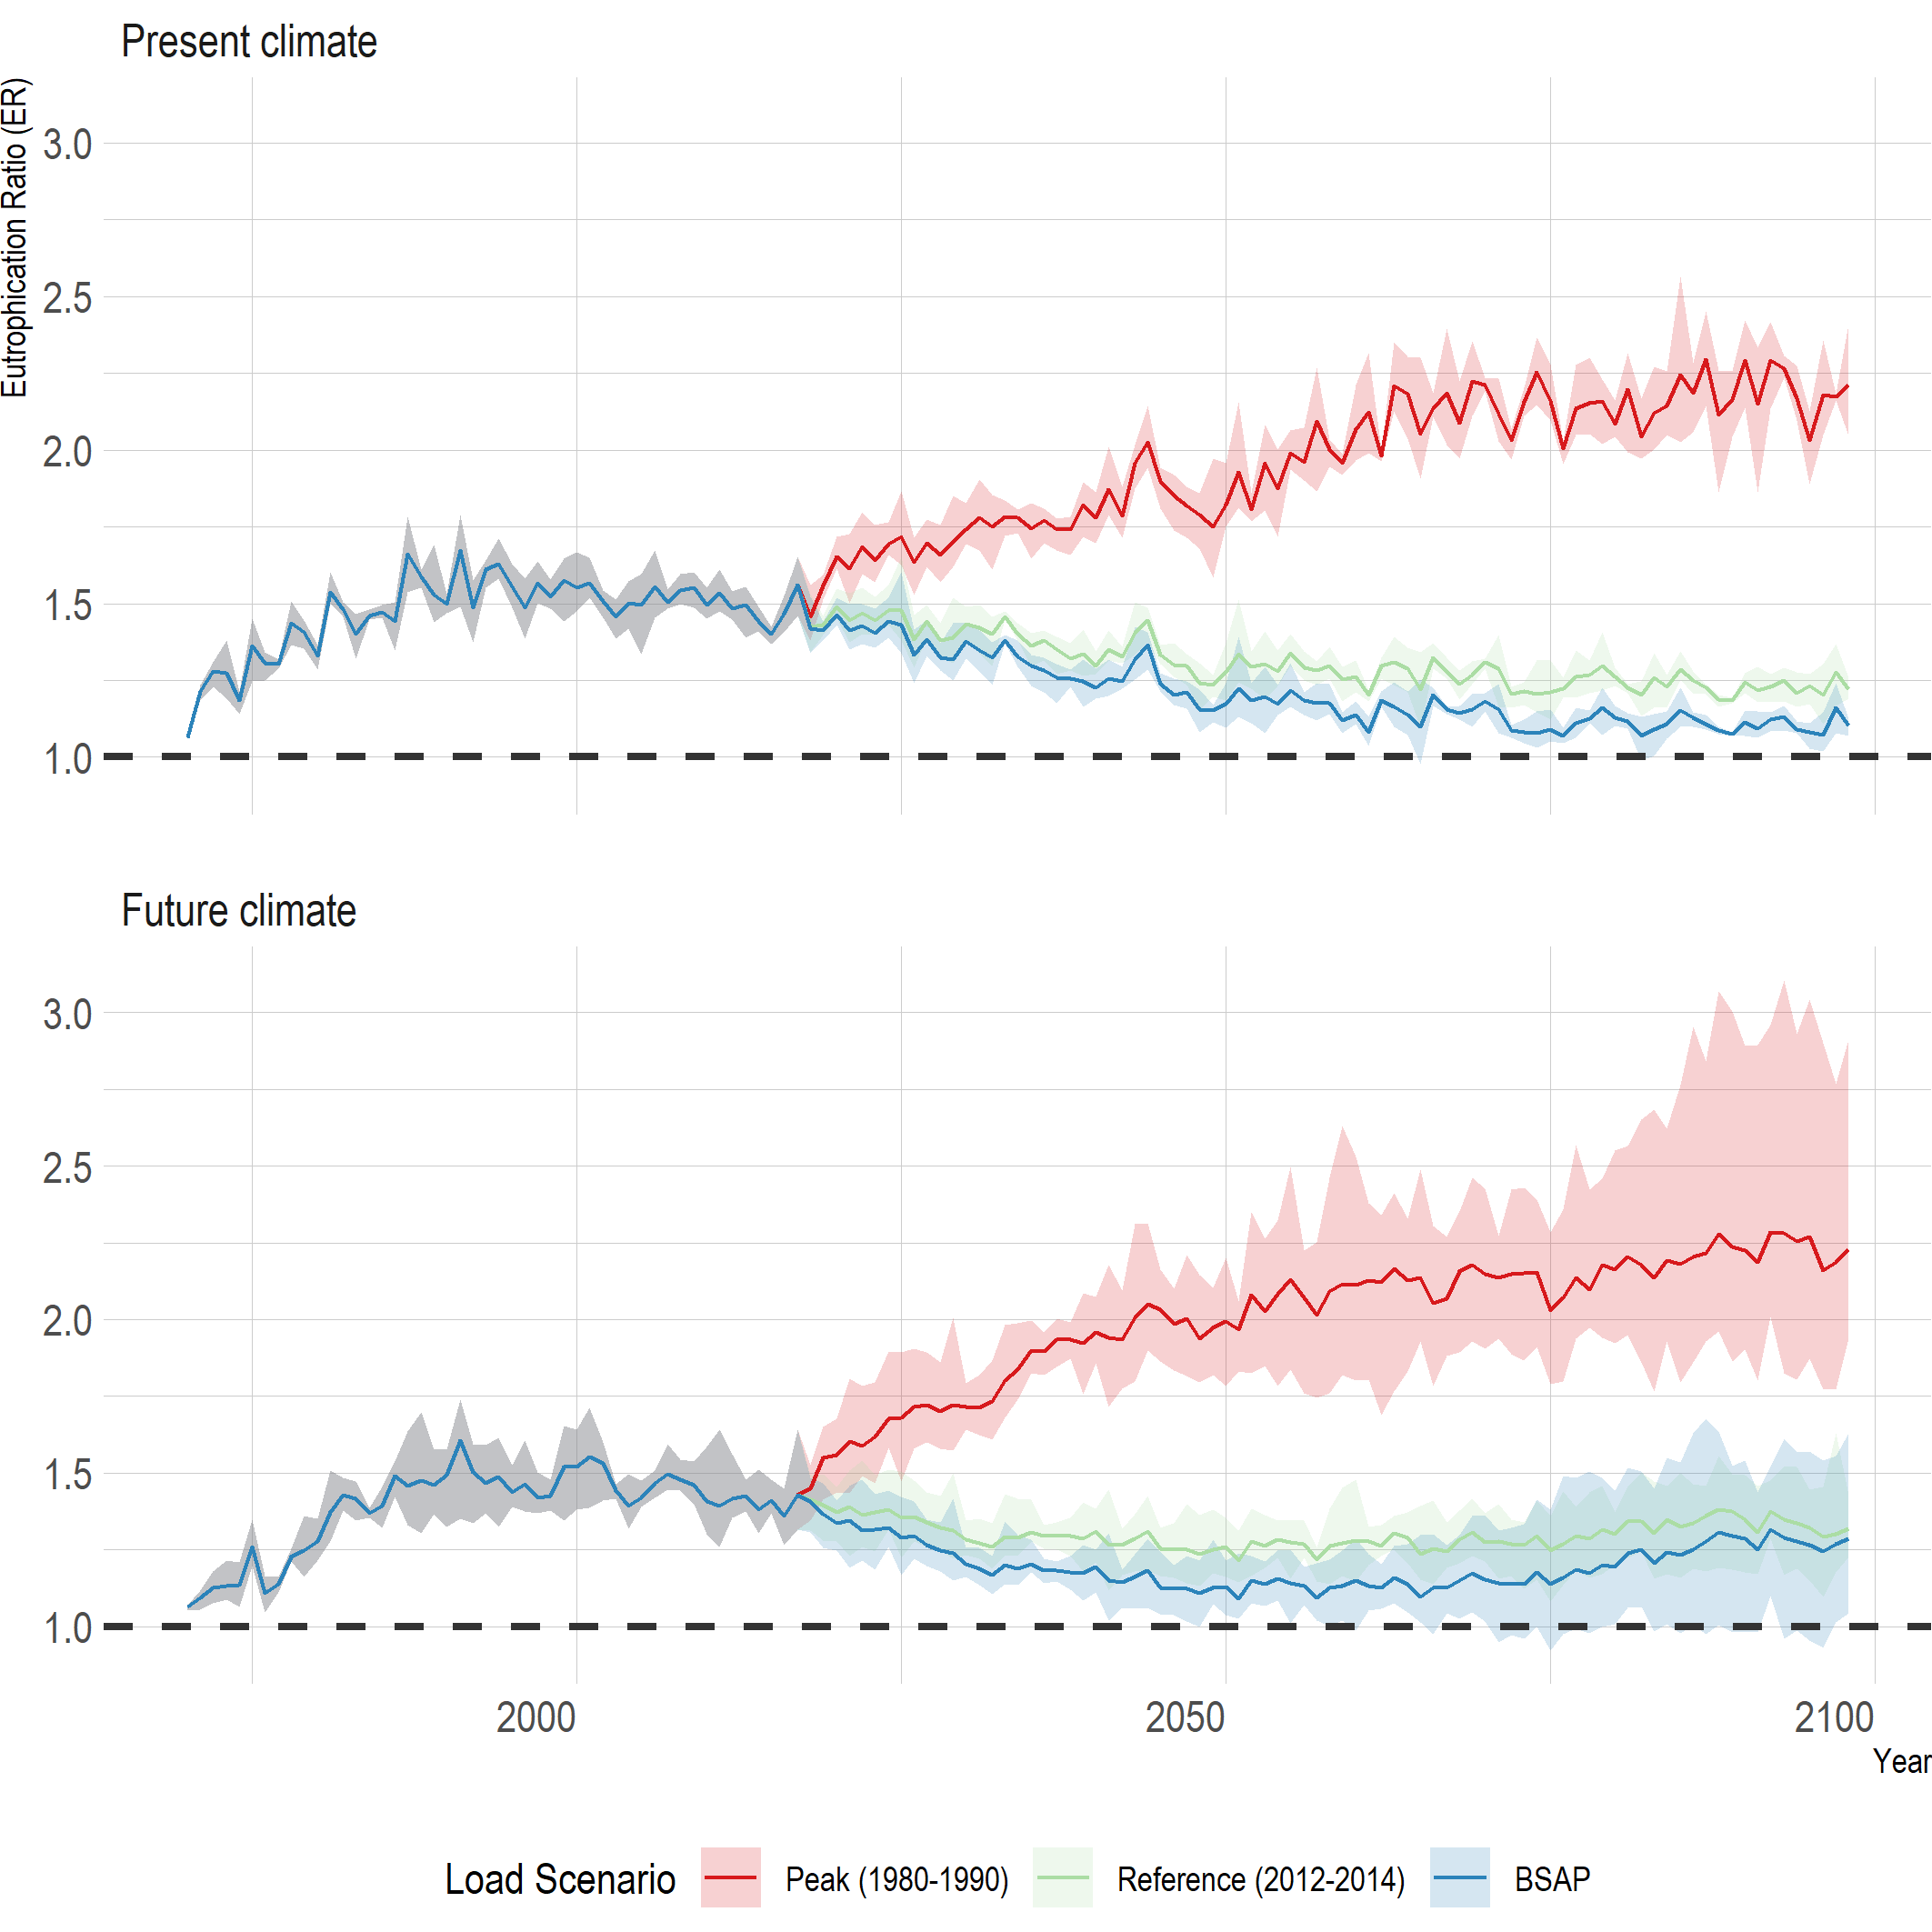 Present climate
Eutrophication Ratio (ER)
3.0
2.5
2.0
1.5
1.0
Future climate
3.0
2.5
2.0
1.5
1.0
2000 2050 2100
Year
Load Scenario Peak (1980-1990) Reference (2012-2014) BSAP